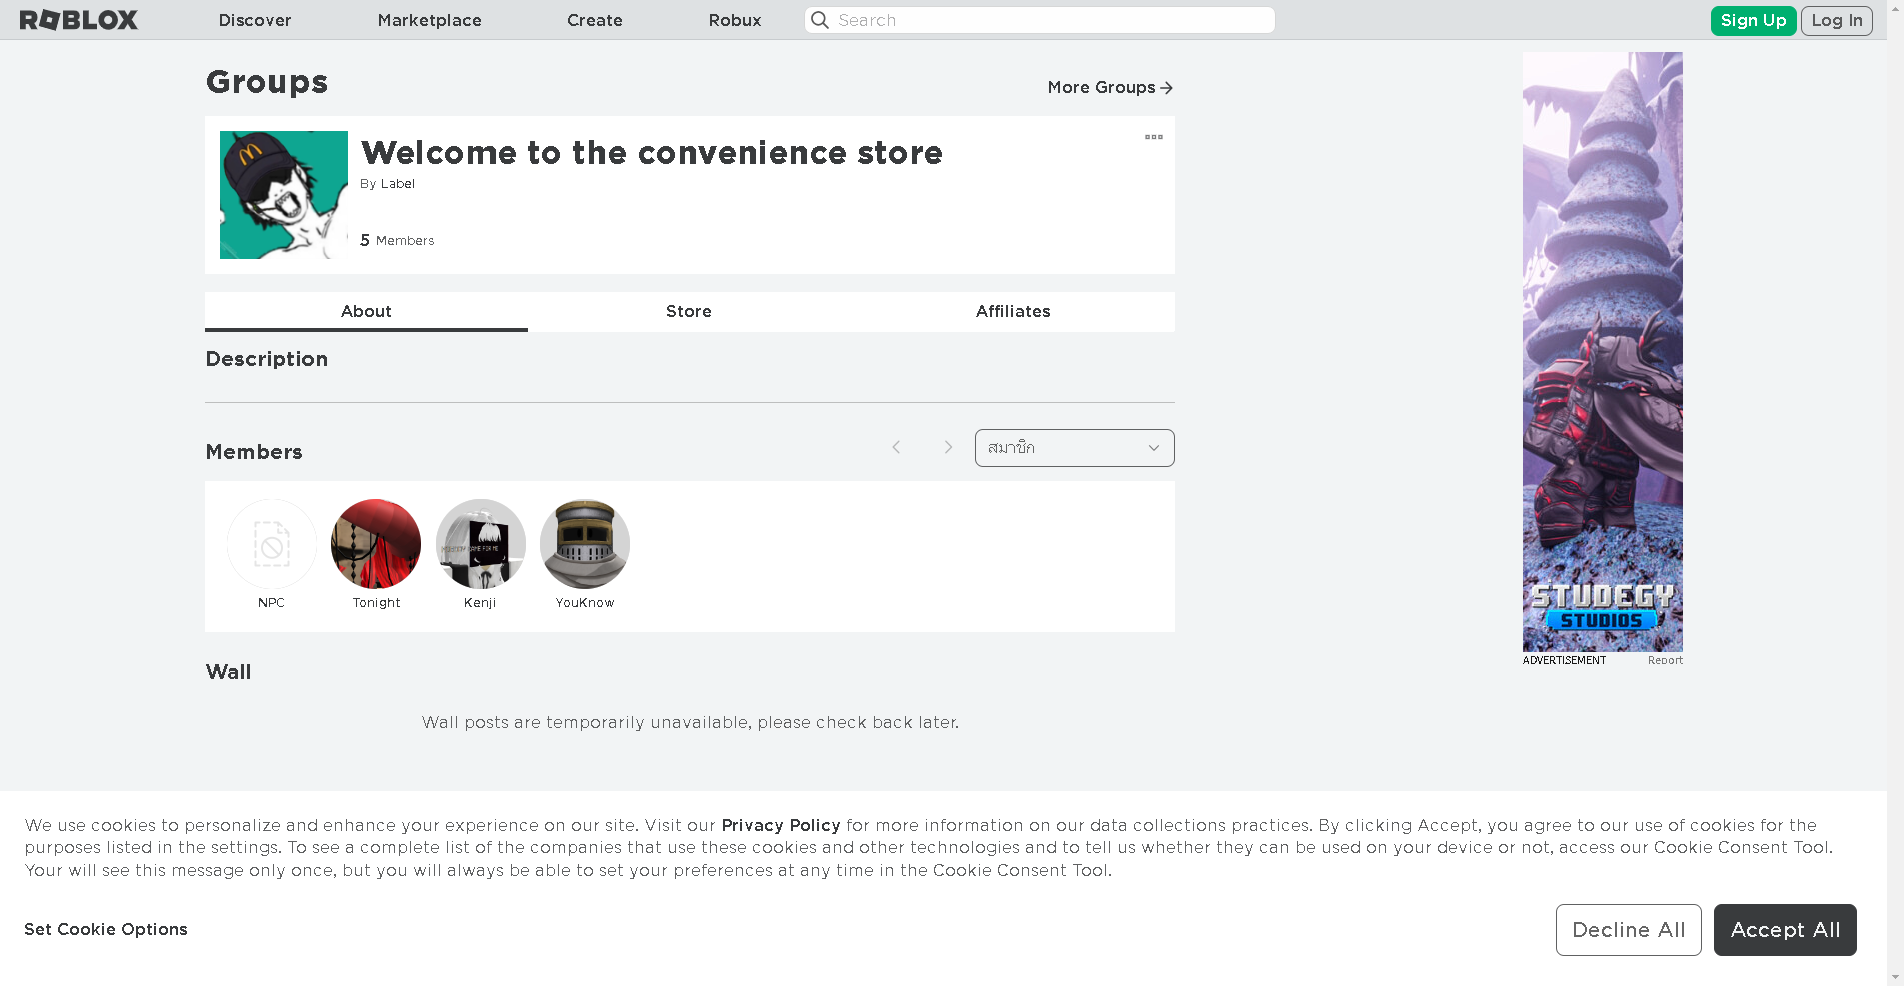 ROBLOX
Discover
Marketplace
Create
Robux
Search
Sign Up
Log In
Groups
More Groups
Welcome to the convenience store
By Label
5 Members
About
Store
Affiliates
Description
Members
สมาชิก
NPC
Tonight
Kenji
YouKnow
Wall
Wall posts are temporarily unavailable, please check back later.
STUDEGY
STUDIOS
ADVERTISEMENT
Report
We use cookies to personalize and enhance your experience on our site. Visit our Privacy Policy for more information on our data collections practices. By clicking Accept, you agree to our use of cookies for the
purposes listed in the settings. To see a complete list of the companies that use these cookies and other technologies and to tell us whether they can be used on your device or not, access our Cookie Consent Tool.
Your will see this message only once, but you will always be able to set your preferences at any time in the Cookie Consent Tool.
Set Cookie Options
Decline All
Accept All